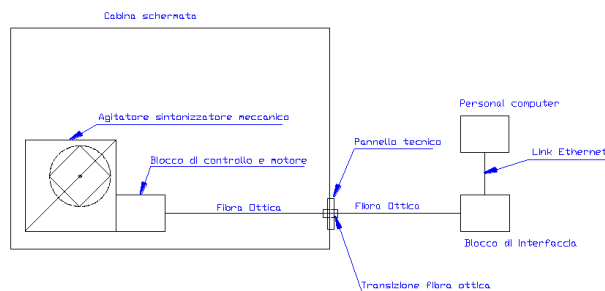 Cabina schermata
Agitatore sintonizzatore meccanico
Blocco di controllo e motore
Fibra Ottica
Pannello tecnico
Fibra Ottica
Transizione fibra ottica
Personal computer
Link Ethernet
Blocco di Interfaccia